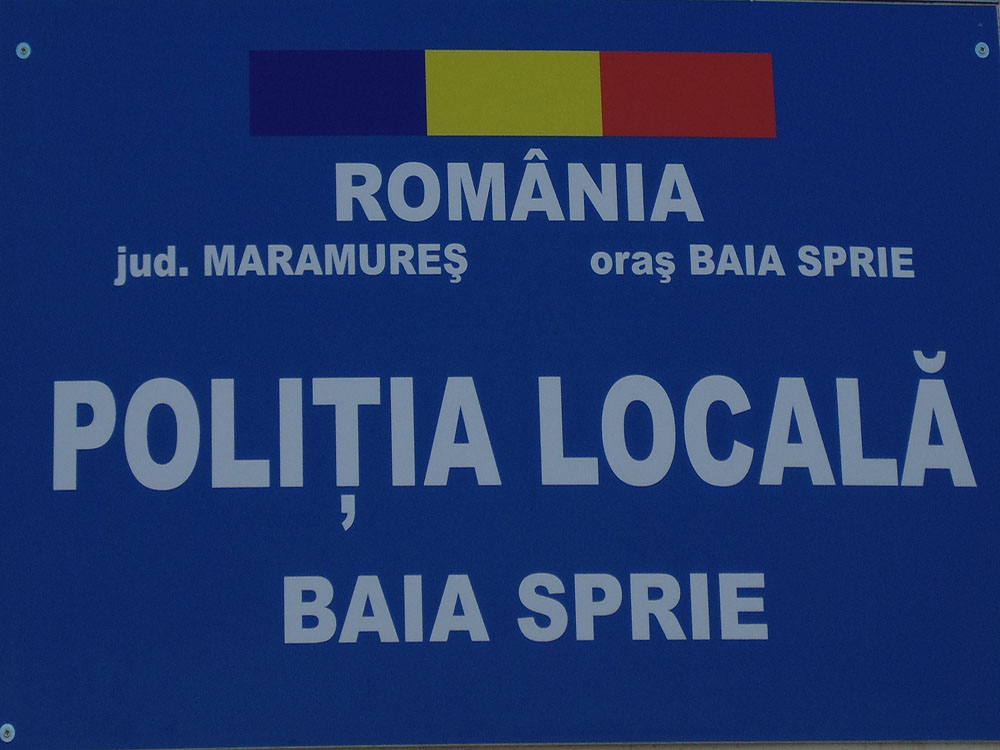 ROMÂNIA
jud. MARAMUREŞ oraş BAIA SPRIE
POLIȚIA LOCALĂ
BAIA SPRIE